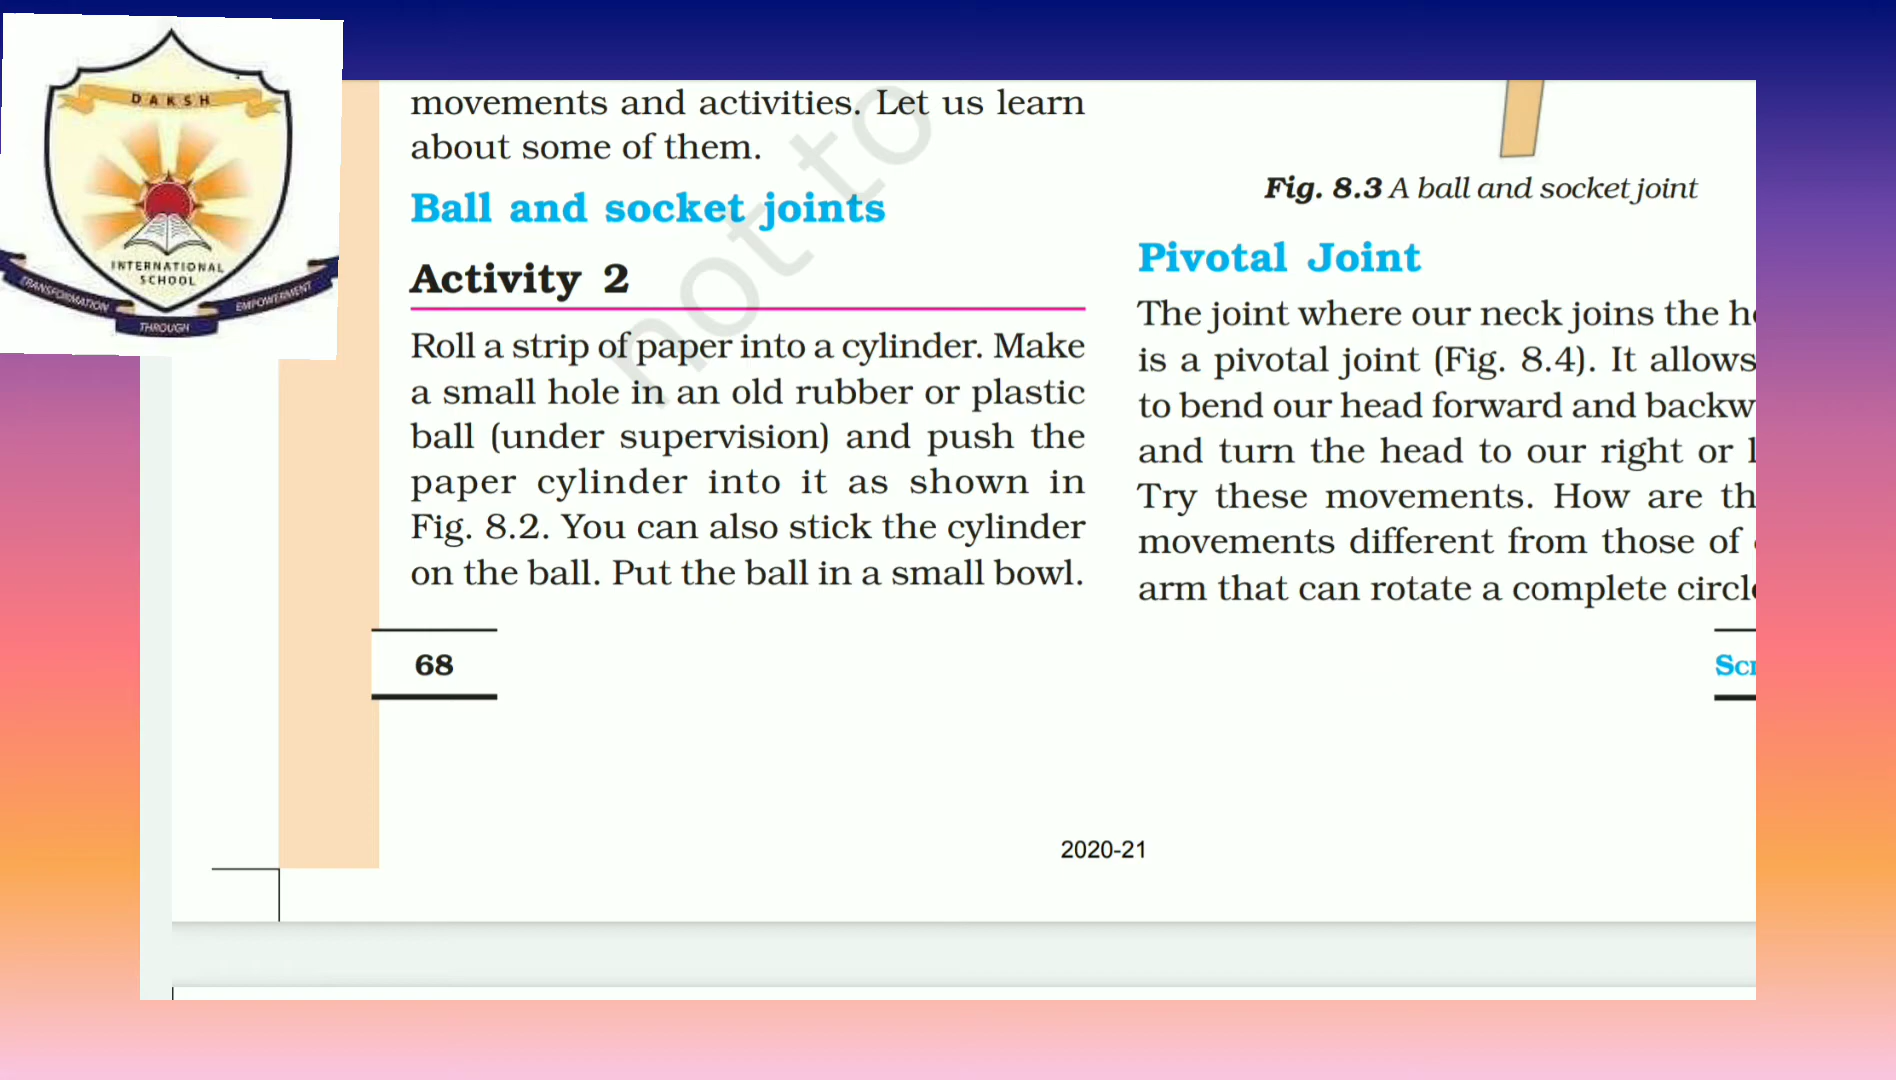 DAKSH
INTERNATIONAL
SCHOOL
TRANSFORMATION
THROUGH
EMPOWERMENT
movements and activities. Let us learn
about some of them.
Ball and socket joints
Activity 2
Roll a strip of paper into a cylinder. Make
a small hole in an old rubber or plastic
ball (under supervision) and push the
paper cylinder into it as shown in
Fig. 8.2. You can also stick the cylinder
on the ball. Put the ball in a small bowl.
68
not to
Fig. 8.3 A ball and socket joint
Pivotal Joint
The joint where our neck joins the
is a pivotal joint (Fig. 8.4). It allows
to bend our head forward and
and turn the head to our right or
Try these movements. How are
movements different from those of
arm that can rotate a complete
2020-21